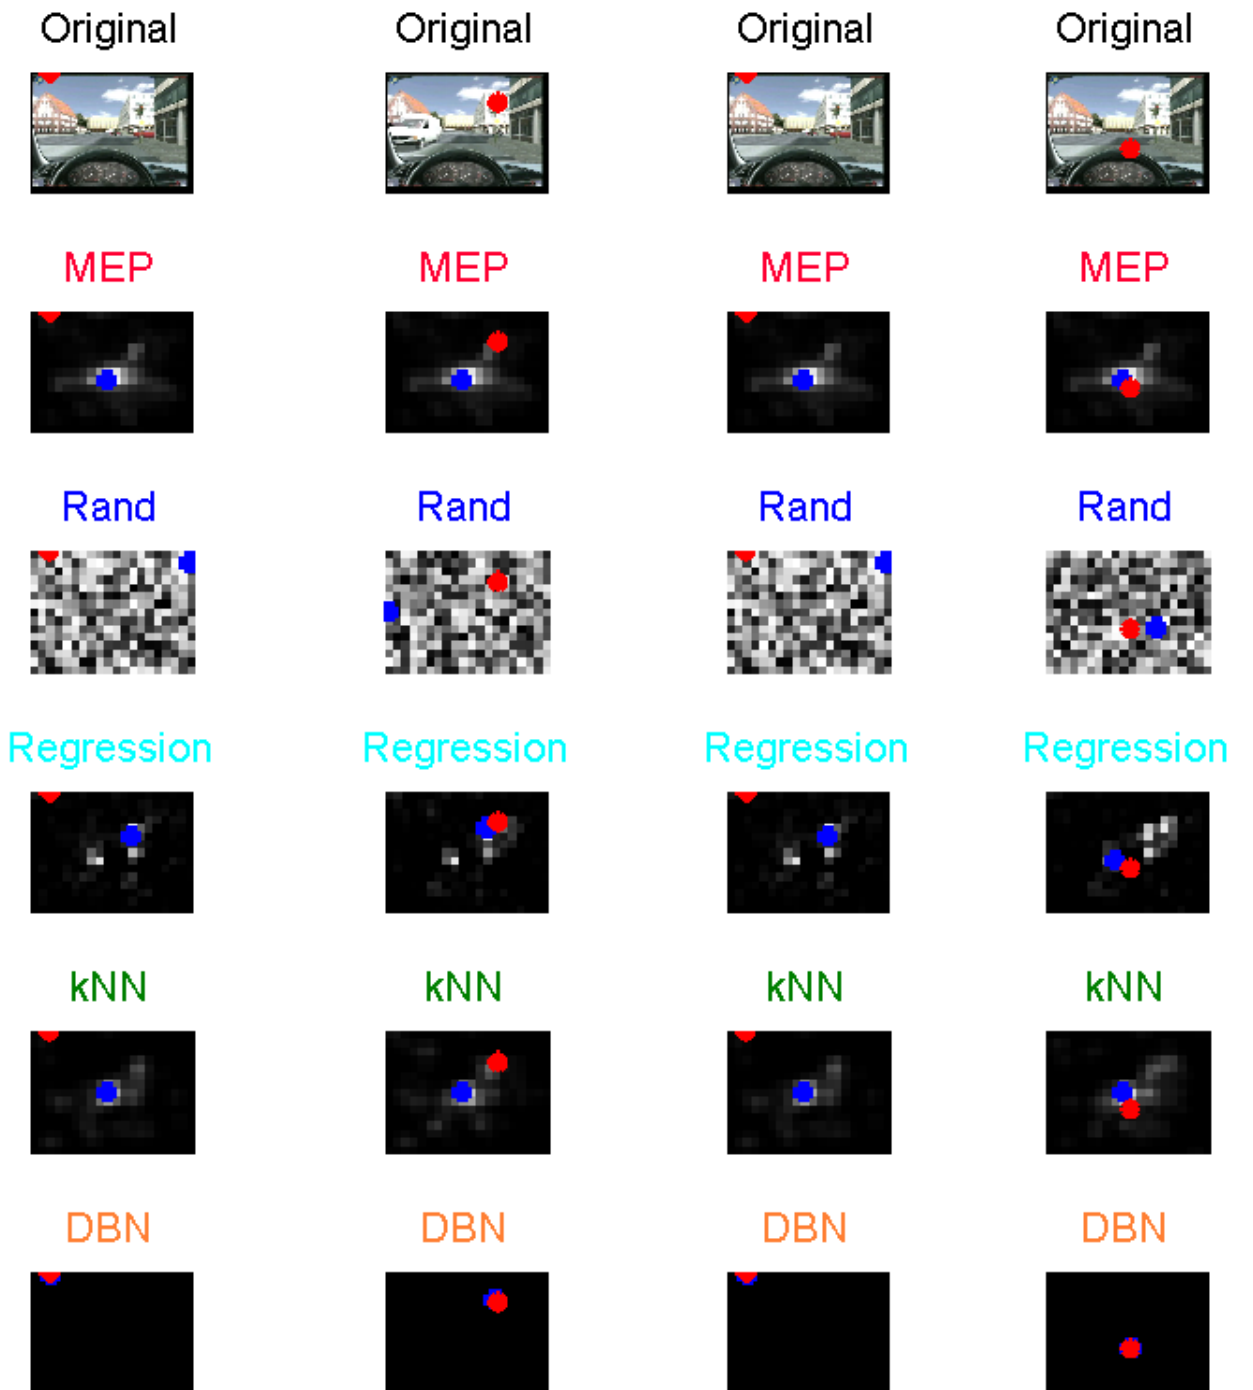 Original Original Original Original
MEP MEP MEP MEP
Rand Rand Rand Rand
Regression Regression Regression Regression
kNN kNN kNN kNN
DBN DBN DBN DBN